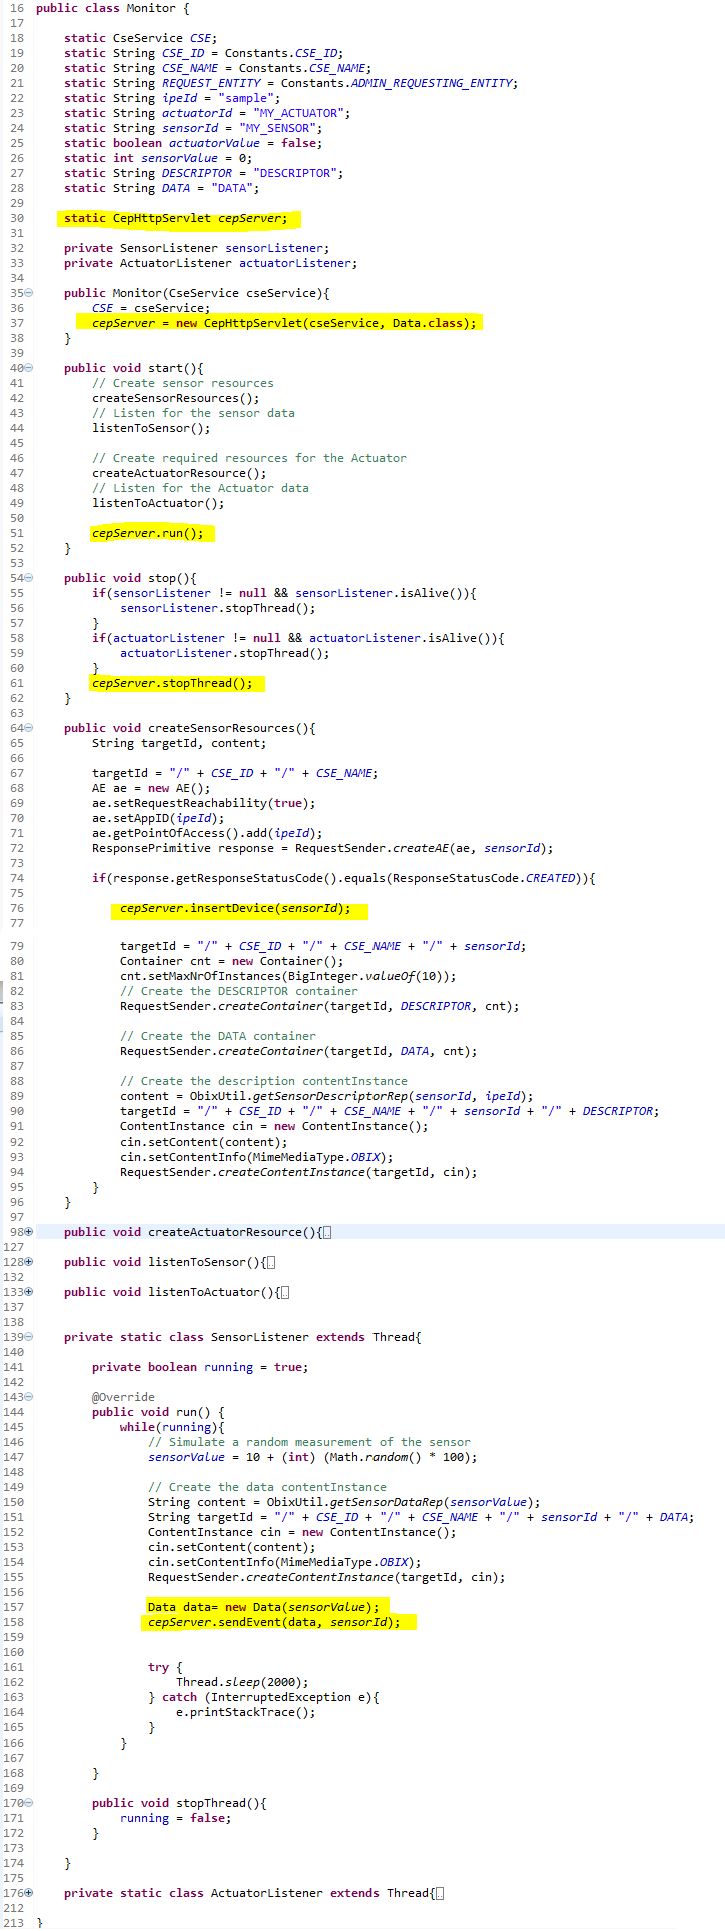 16 public class Monitor {
17
18     static CseService CSE;
19     static String CSE_ID = Constants.CSE_ID;
20     static String CSE_NAME = Constants.CSE_NAME;
21     static String REQUEST_ENTITY = Constants.ADMIN_REQUESTING_ENTITY;
22     static String ipeId = "sample";
23     static String actuatorId = "MY_ACTUATOR";
24     static String sensorId = "MY_SENSOR";
25     static boolean actuatorValue = false;
26     static int sensorValue = 0;
27     static String DESCRIPTOR = "DESCRIPTOR";
28     static String DATA = "DATA";
29
30     static CepHttpServlet cepServer;
31
32     private SensorListener sensorListener;
33     private ActuatorListener actuatorListener;
34
35     public Monitor(CseService cseService){
36         CSE = cseService;
37         cepServer = new CepHttpServlet(cseService, Data.class);
38     }
39
40     public void start(){
41         // Create sensor resources
42         createSensorResources();
43         // Listen for the sensor data
44         listenToSensor();
45
46         // Create required resources for the Actuator
47         createActuatorResource();
48         // Listen for the Actuator data
49         listenToActuator();
50
51         cepServer.run();
52     }
53
54     public void stop(){
55         if(sensorListener != null && sensorListener.isAlive()){
56             sensorListener.stopThread();
57         }
58         if(actuatorListener != null && actuatorListener.isAlive()){
59             actuatorListener.stopThread();
60         }
61         cepServer.stopThread();
62     }
63
64     public void createSensorResources(){
65         String targetId, content;
66
67         targetId = "/" + CSE_ID + "/" + CSE_NAME;
68         AE ae = new AE();
69         ae.setRequestReachability(true);
70         ae.setAppID(ipeId);
71         ae.getPointOfAccess().add(ipeId);
72         ResponsePrimitive response = RequestSender.createAE(ae, sensorId);
73
74         if(response.getResponseStatusCode().equals(ResponseStatusCode.CREATED)){
75
76             cepServer.insertDevice(sensorId);
77
79             targetId = "/" + CSE_ID + "/" + CSE_NAME + "/" + sensorId;
80             Container cnt = new Container();
81             cnt.setMaxNrOfInstances(BigInteger.valueOf(10));
82             // Create the DESCRIPTOR container
83             RequestSender.createContainer(targetId, DESCRIPTOR, cnt);
84
85             // Create the DATA container
86             RequestSender.createContainer(targetId, DATA, cnt);
87
88             // Create the description contentInstance
89             content = ObixUtil.getSensorDescriptorRep(sensorId, ipeId);
90             targetId = "/" + CSE_ID + "/" + CSE_NAME + "/" + sensorId + "/" + DESCRIPTOR;
91             ContentInstance cin = new ContentInstance();
92             cin.setContent(content);
93             cin.setContentInfo(MimeMediaType.OBIX);
94             RequestSender.createContentInstance(targetId, cin);
95         }
96     }
97
98     public void createActuatorResource(){
127
128     public void listenToSensor(){
132
133     public void listenToActuator(){
137
138
139     private static class SensorListener extends Thread{
140
141         private boolean running = true;
142
143         @Override
144         public void run() {
145             while(running){
146                 // Simulate a random measurement of the sensor
147                 sensorValue = 10 + (int) (Math.random() * 100);
148
149                 // Create the data contentInstance
150                 String content = ObixUtil.getSensorDataRep(sensorValue);
151                 String targetId = "/" + CSE_ID + "/" + CSE_NAME + "/" + sensorId + "/" + DATA;
152                 ContentInstance cin = new ContentInstance();
153                 cin.setContent(content);
154                 cin.setContentInfo(MimeMediaType.OBIX);
155                 RequestSender.createContentInstance(targetId, cin);
156
157                 Data data= new Data(sensorValue);
158                 cepServer.sendEvent(data, sensorId);
159
160
161                 try {
162                     Thread.sleep(2000);
163                 } catch (InterruptedException e){
164                     e.printStackTrace();
165                 }
166             }
167
168         }
169
170         public void stopThread(){
171             running = false;
172         }
173
174     }
175
176     private static class ActuatorListener extends Thread{
212
213 }